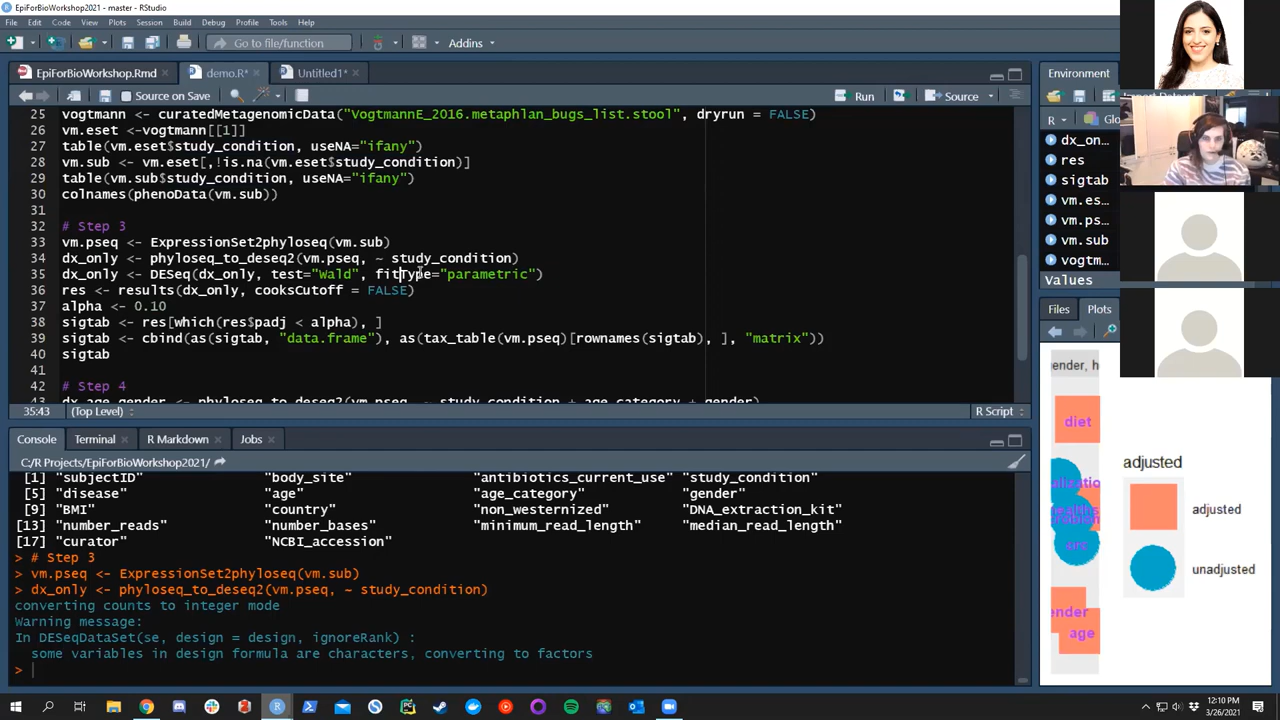 EpiForBioWorkshop2021 - master - RStudio
File Edit Code View Plots Session Build Debug Profile Tools Help
Go to file/function Addins
EpiForBioWorkshop.Rmd demo.R* Untitled1*
Source on Save Run Source
25 vogtmann <- curatedMetagenomicData("VogtmannE_2016.metaphlan_bugs_list.stool", dryrun = FALSE)
26 vm.eset <-vogtmann[[1]]
27 table(vm.eset$study_condition, useNA="ifany")
28 vm.sub <- vm.eset[,!is.na(vm.eset$study_condition)]
29 table(vm.sub$study_condition, useNA="ifany")
30 colnames(phenoData(vm.sub))
31
32 # Step 3
33 vm.pseq <- ExpressionSet2phyloseq(vm.sub)
34 dx_only <- phyloseq_to_deseq2(vm.pseq, ~ study_condition)
35 dx_only <- DESeq(dx_only, test="Wald", fitType="parametric")
36 res <- results(dx_only, cooksCutoff = FALSE)
37 alpha <- 0.10
38 sigtab <- res[which(res$padj < alpha), ]
39 sigtab <- cbind(as(sigtab, "data.frame"), as(tax_table(vm.pseq)[rownames(sigtab), ], "matrix"))
40 sigtab
41
42 # Step 4
43 dx_age_gender <- phyloseq_to_deseq2(vm.pseq, ~ study_condition + age_category + gender)
35:43 (Top Level) R Script
Console Terminal R Markdown Jobs
C:/R Projects/EpiForBioWorkshop2021/
[1] "subjectID" "body_site" "antibiotics_current_use" "study_condition"
[5] "disease" "age" "age_category" "gender"
[9] "BMI" "country" "non_westernized" "DNA_extraction_kit"
[13] "number_reads" "number_bases" "minimum_read_length" "median_read_length"
[17] "curator" "NCBI_accession"
> # Step 3
> vm.pseq <- ExpressionSet2phyloseq(vm.sub)
> dx_only <- phyloseq_to_deseq2(vm.pseq, ~ study_condition)
converting counts to integer mode
Warning message:
In DESeqDataSet(se, design = design, ignoreRank) :
some variables in design formula are characters, converting to factors
>
Environment
R Glo
dx_on...
res
sigtab
vm.es...
vm.ps...
vm.sub
vogtm...
Values
Files Plots
ender, h
diet
adjusted
adjusted
unadjusted
ender
age
12:10 PM
3/26/2021